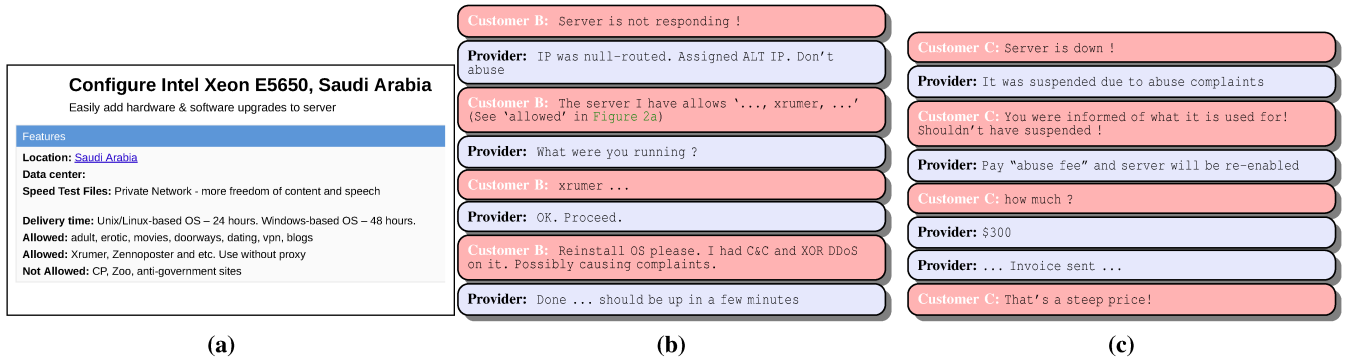 Configure Intel Xeon E5650, Saudi Arabia
Easily add hardware & software upgrades to server
Features
Location: Saudi Arabia
Data center:
Speed Test Files: Private Network - more freedom of content and speech
Delivery time: Unix/Linux-based OS – 24 hours. Windows-based OS – 48 hours.
Allowed: adult, erotic, movies, doorways, dating, vpn, blogs
Allowed: Xrumer, Zennoposter and etc. Use without proxy
Not Allowed: CP, Zoo, anti-government sites
(a)
Customer B: Server is not responding !
Provider: IP was null-routed. Assigned ALT IP. Don't
abuse
Customer B: The server I have allows '..., xrumer, ...'
(See 'allowed' in Figure 2a)
Provider: What were you running ?
Customer B: xrumer ...
Provider: OK. Proceed.
Customer B: Reinstall OS please. I had C&C and XOR DDoS
on it. Possibly causing complaints.
Provider: Done ... should be up in a few minutes
(b)
Customer C: Server is down !
Provider: It was suspended due to abuse complaints
Customer C: You were informed of what it is used for!
Shouldn't have suspended !
Provider: Pay "abuse fee" and server will be re-enabled
Customer C: how much ?
Provider: $300
Provider: ... Invoice sent ...
Customer C: That's a steep price!
(c)